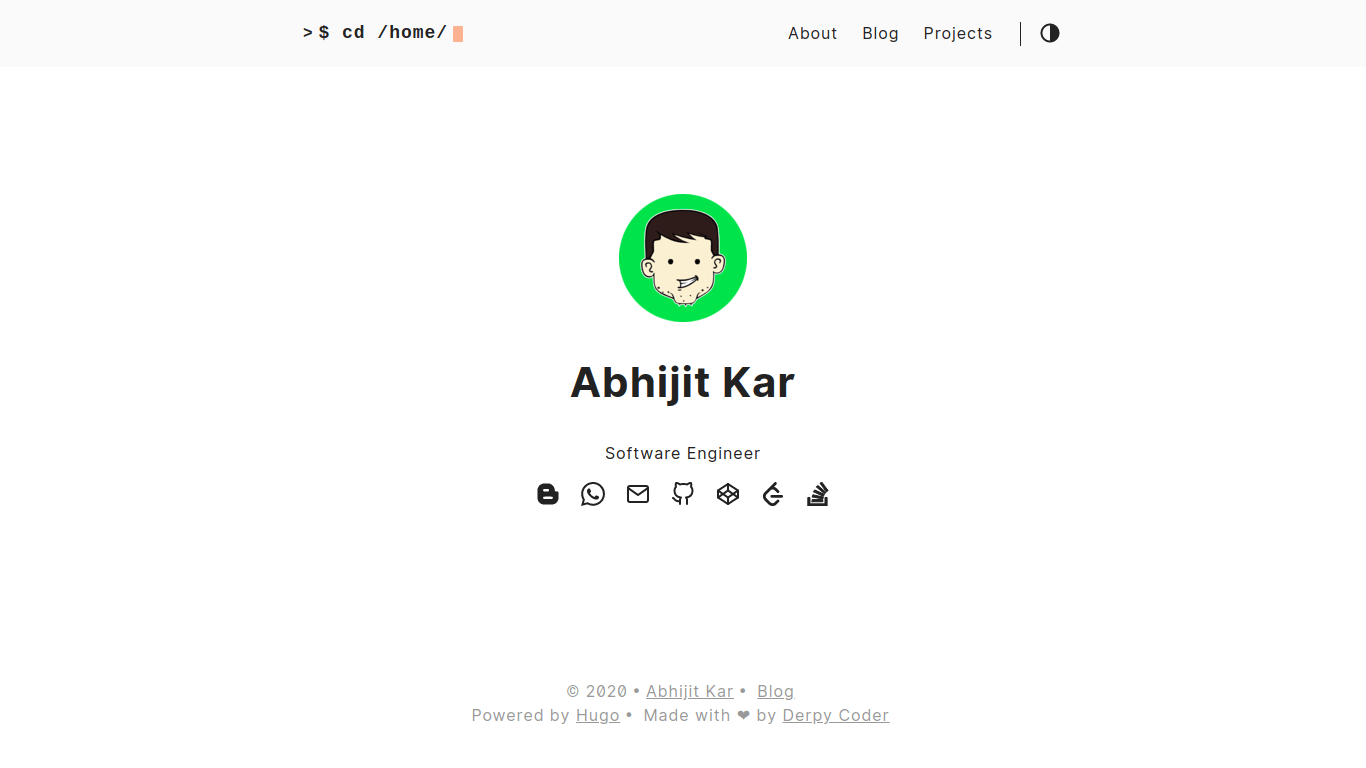 > $ cd /home/
About Blog Projects
Abhijit Kar
Software Engineer
© 2020 • Abhijit Kar • Blog
Powered by Hugo • Made with ❤ by Derpy Coder